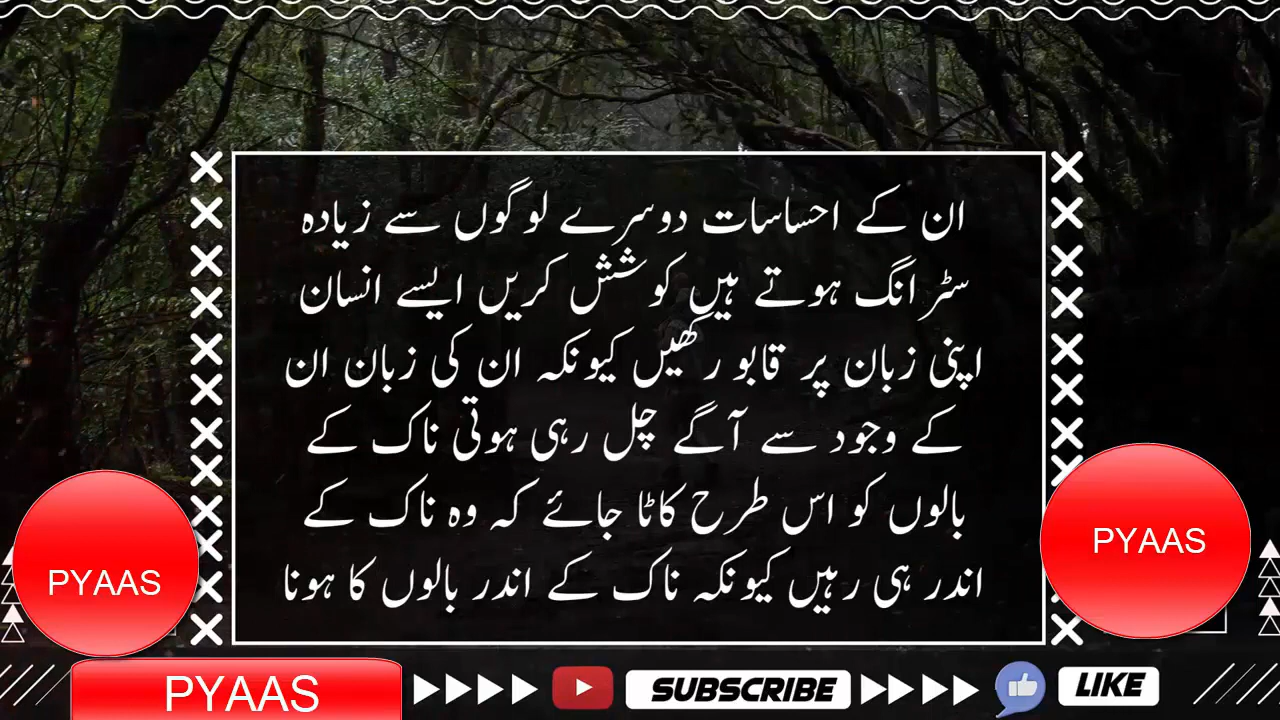 ان کے احساسات دوسرے لوگوں سے زیادہ
سٹرانگ ہوتے ہیں کوشش کریں ایسے انسان
اپنی زبان پر قابو رکھیں کیونکہ ان کی زبان ان
کے وجود سے آگے چل رہی ہوتی ناک کے
بالوں کو اس طرح کاٹا جائے کہ وہ ناک کے
اندر ہی رہیں کیونکہ ناک کے اندر بالوں کا ہونا
PYAAS
PYAAS
PYAAS
SUBSCRIBE
LIKE